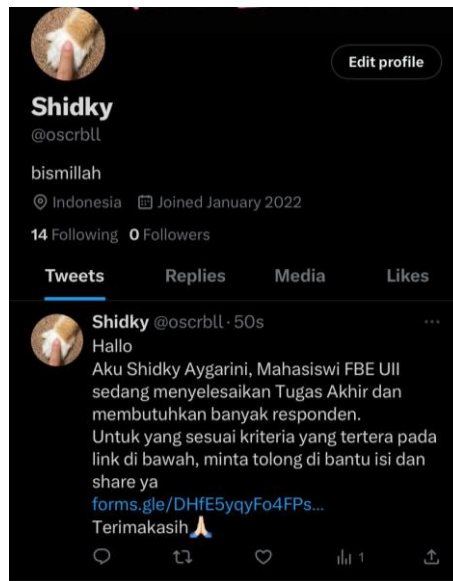 Edit profile
Shidky
@oscrbll
bismillah
Indonesia Joined January 2022
14 Following 0 Followers
Tweets Replies Media Likes
Shidky @oscrbll · 50s
Hallo
Aku Shidky Aygarini, Mahasiswi FBE UII
sedang menyelesaikan Tugas Akhir dan
membutuhkan banyak responden.
Untuk yang sesuai kriteria yang tertera pada
link di bawah, minta tolong di bantu isi dan
share ya
forms.gle/DHfE5yqyFo4FPs...
Terimakasih🙏🏻
1